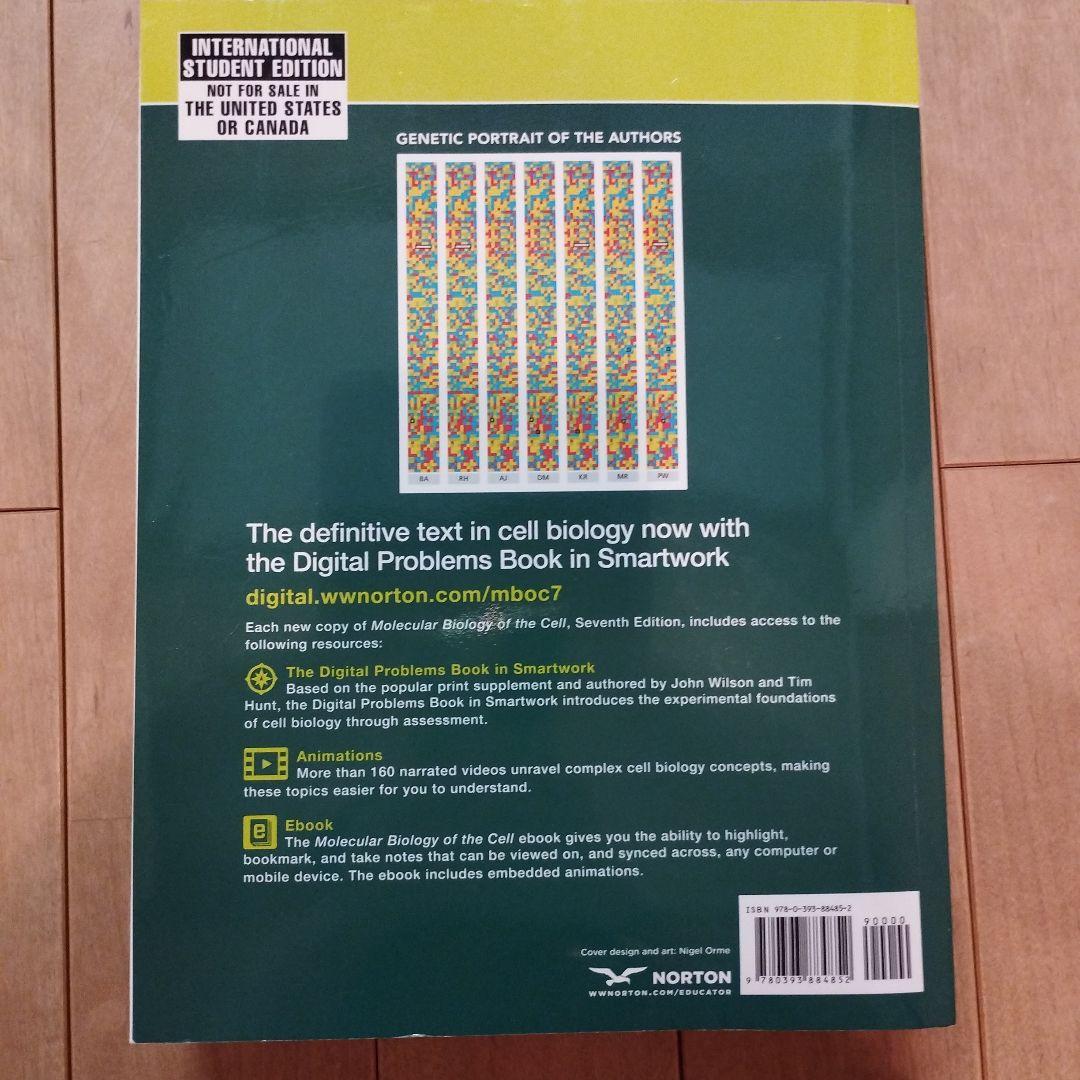 INTERNATIONAL
STUDENT EDITION
NOT FOR SALE IN
THE UNITED STATES
OR CANADA
GENETIC PORTRAIT OF THE AUTHORS
BA RH AJ DM KR MR PW
The definitive text in cell biology now with
the Digital Problems Book in Smartwork
digital.wwnorton.com/mboc7
Each new copy of Molecular Biology of the Cell, Seventh Edition, includes access to the
following resources:
The Digital Problems Book in Smartwork
Based on the popular print supplement and authored by John Wilson and Tim
Hunt, the Digital Problems Book in Smartwork introduces the experimental foundations
of cell biology through assessment.
Animations
More than 160 narrated videos unravel complex cell biology concepts, making
these topics easier for you to understand.
e
Ebook
The Molecular Biology of the Cell ebook gives you the ability to highlight,
bookmark, and take notes that can be viewed on, and synced across, any computer or
mobile device. The ebook includes embedded animations.
ISBN 978-0-393-88485-2
90000
9 780393 884852
Cover design and art: Nigel Orme
NORTON
WWNORTON.COM/EDUCATOR